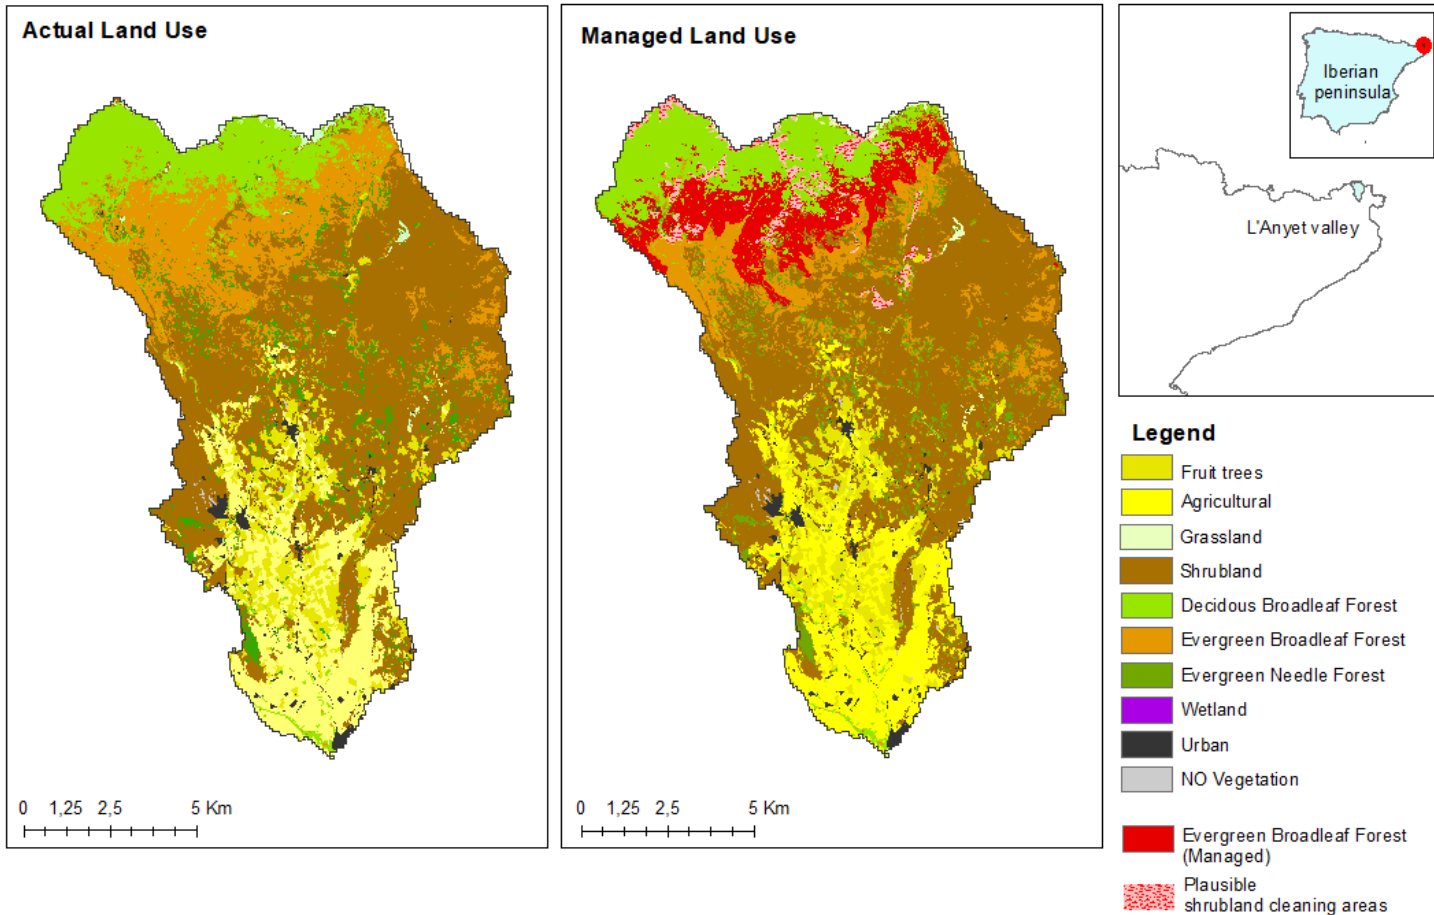 Actual Land Use
Managed Land Use
Iberian
peninsula
L'Anyet valley
Legend
Fruit trees
Agricultural
Grassland
Shrubland
Decidous Broadleaf Forest
Evergreen Broadleaf Forest
Evergreen Needle Forest
Wetland
Urban
NO Vegetation
Evergreen Broadleaf Forest
(Managed)
Plausible
shrubland cleaning areas
0 1,25 2,5 5 Km
0 1,25 2,5 5 Km